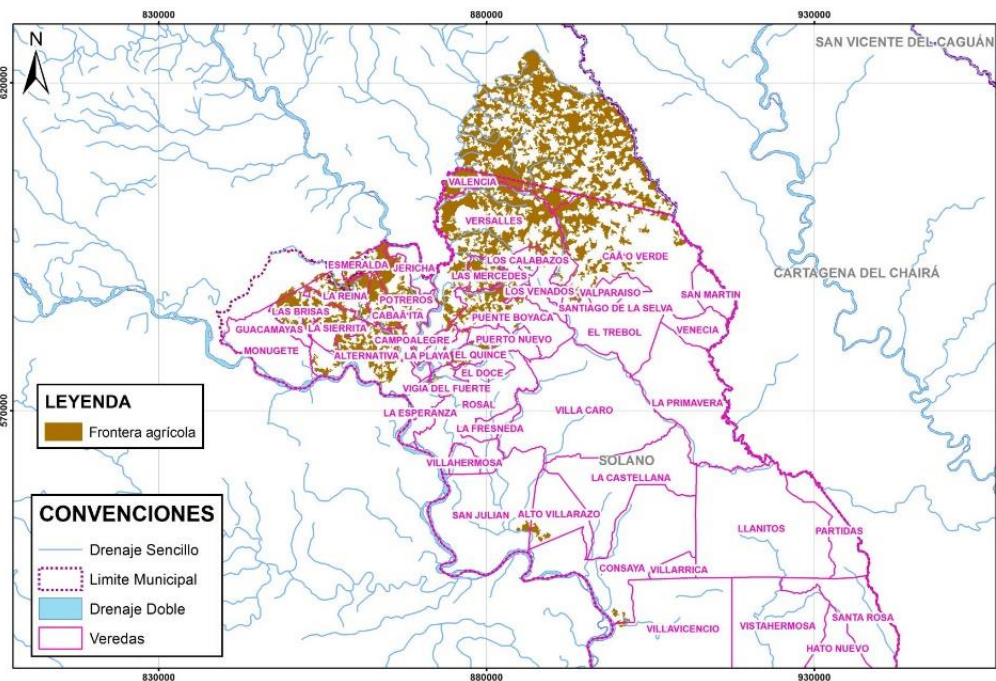 830000
880000
930000
SAN VICENTE DEL CAGUÁN
N
620000
VALENCIA
VERSALLES
LOS CALABAZOS
CAÃ'O VERDE
ESMERALDA
JERICHA
LAS MERCEDES
CARTAGENA DEL CHAIRÁ
LA REINA
POTREROS
LOS VENADOS
VALPARAISO
SAN MARTIN
LAS BRISAS
CABAÃ'ITA
PUENTE BOYACA
SANTIAGO DE LA SELVA
GUACAMAYAS
LA SIERRITA
EL TREBOL
VENECIA
CAMPOALEGRE
PUERTO NUEVO
MONUGETE
ALTERNATIVA
LA PLAYA
EL QUINCE
EL DOCE
VIGIA DEL FUERTE
LEYENDA
Frontera agrícola
570000
LA ESPERANZA
ROSAL
VILLA CARO
LA PRIMAVERA
LA FRESNEDA
VILLAHERMOSA
SOLANO
LA CASTELLANA
SAN JULIAN
ALTO VILLARAZO
LLANITOS
PARTIDAS
CONSAYA
VILLARRICA
CONVENCIONES
Drenaje Sencillo
Limite Municipal
Drenaje Doble
Veredas
VILLAVICENCIO
VISTAHERMOSA
SANTA ROSA
HATO NUEVO
830000
880000
930000